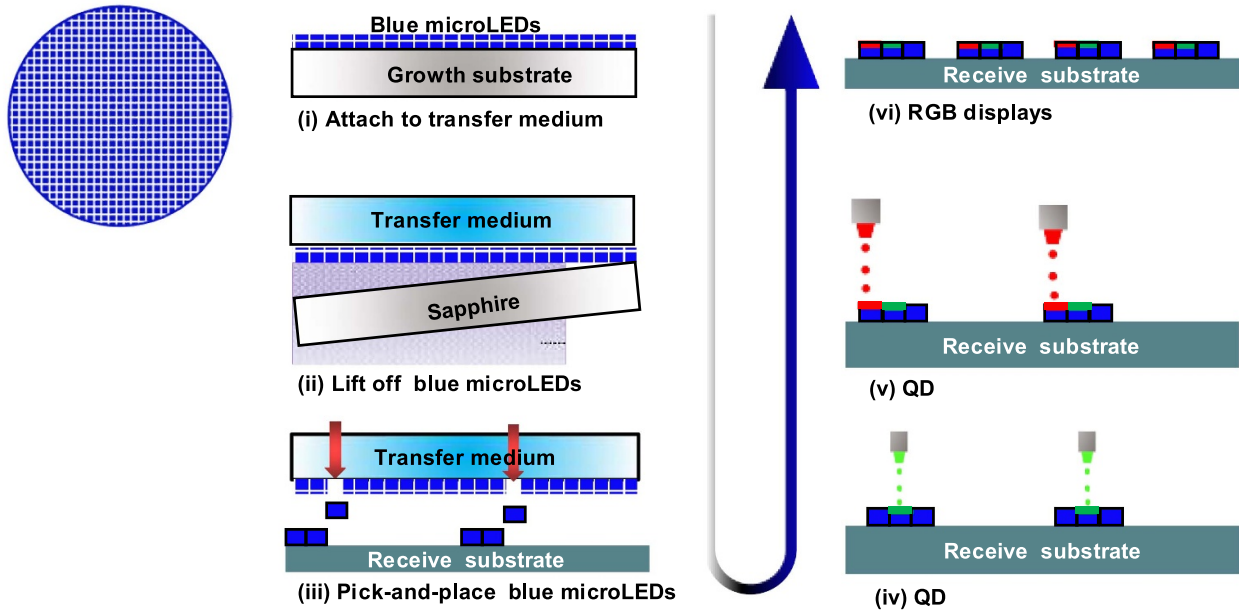 Blue microLEDs
Growth substrate
(i) Attach to transfer medium
Transfer medium
Sapphire
(ii) Lift off blue microLEDs
Transfer medium
Receive substrate
(iii) Pick-and-place blue microLEDs
Receive substrate
(iv) QD
Receive substrate
(v) QD
Receive substrate
(vi) RGB displays